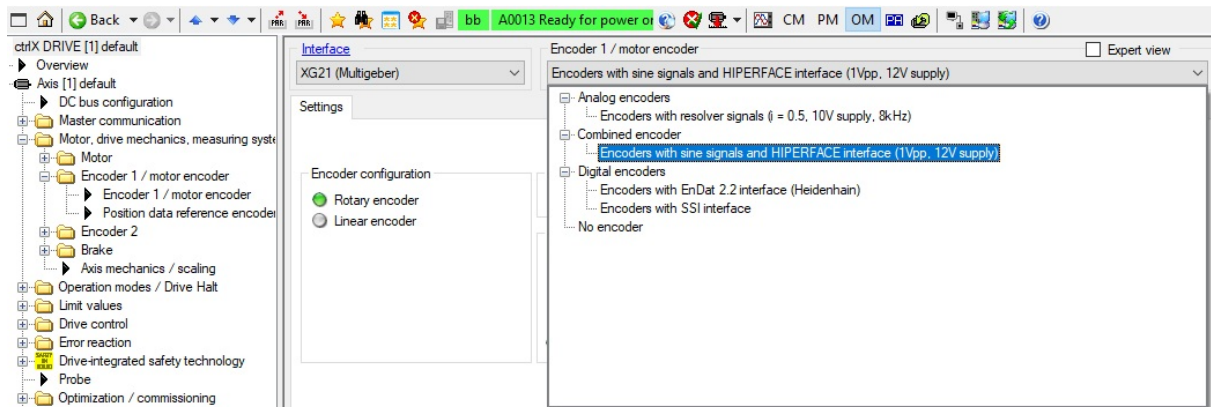 Back PAR PAR bb A0013 Ready for power or CM PM OM
ctrlX DRIVE [1] default
Overview
Axis [1] default
DC bus configuration
Master communication
Motor, drive mechanics, measuring syste
Motor
Encoder 1 / motor encoder
Encoder 1 / motor encoder
Position data reference encoder
Encoder 2
Brake
Axis mechanics / scaling
Operation modes / Drive Halt
Limit values
Drive control
Error reaction
Drive-integrated safety technology
Probe
Optimization / commissioning
Interface
XG21 (Multigeber)
Settings
Encoder configuration
Rotary encoder
Linear encoder
Encoder 1 / motor encoder
Expert view
Encoders with sine signals and HIPERFACE interface (1Vpp, 12V supply)
Analog encoders
Encoders with resolver signals (i = 0.5, 10V supply, 8kHz)
Combined encoder
Encoders with sine signals and HIPERFACE interface (1Vpp, 12V supply)
Digital encoders
Encoders with EnDat 2.2 interface (Heidenhain)
Encoders with SSI interface
No encoder